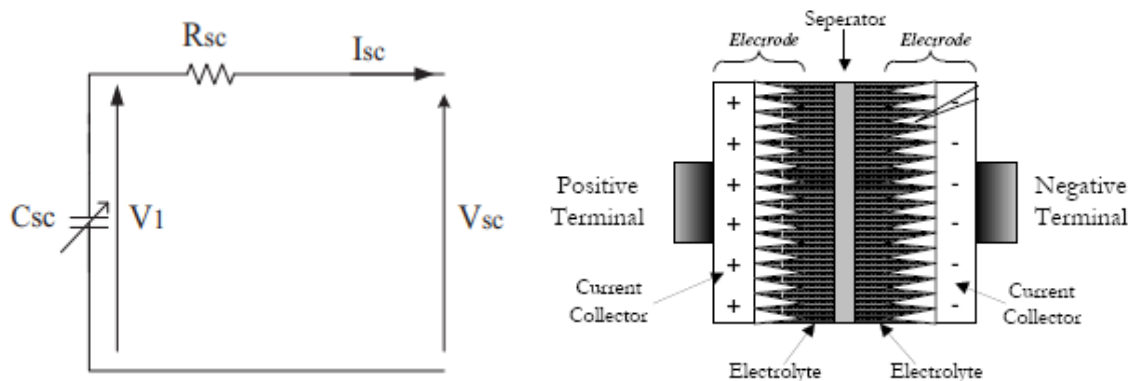 Rsc
Isc
Csc
V1
Vsc
Seperator
Electrode
Electrode
+
-
+
-
+
-
+
-
+
-
+
-
Positive
Terminal
Negative
Terminal
Current
Collector
Current
Collector
Electrolyte
Electrolyte